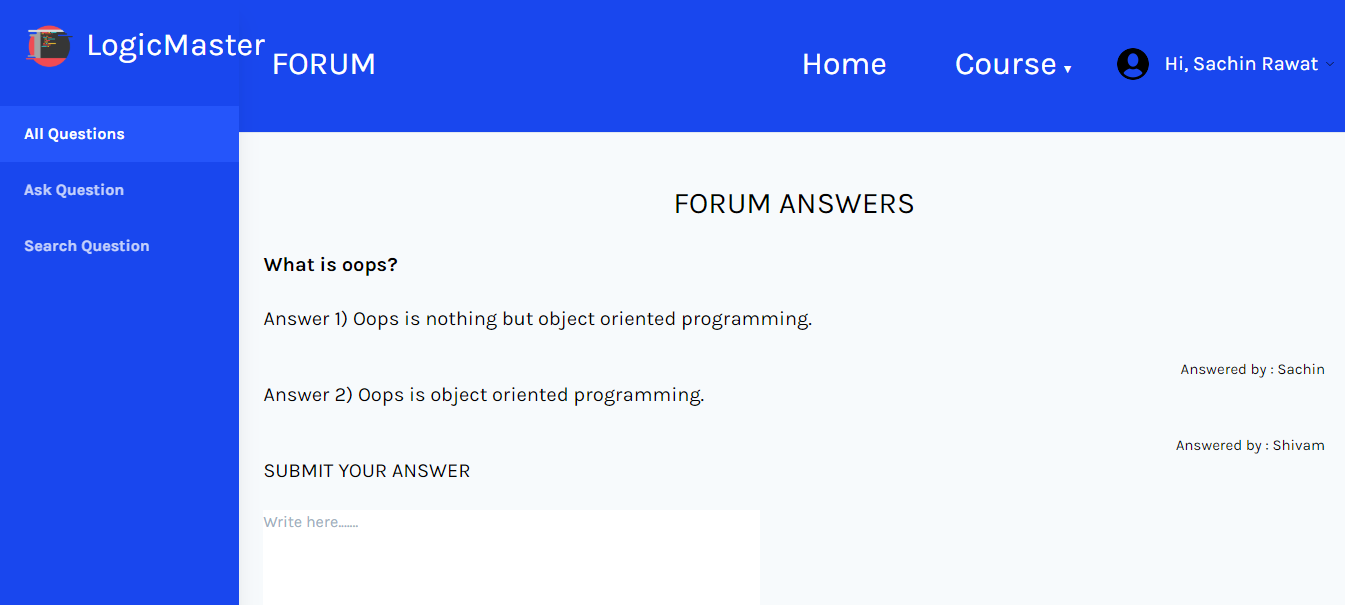 LogicMaster
FORUM
Home
Course ▾
Hi, Sachin Rawat
All Questions
Ask Question
Search Question
FORUM ANSWERS
What is oops?
Answer 1) Oops is nothing but object oriented programming.
Answered by : Sachin
Answer 2) Oops is object oriented programming.
Answered by : Shivam
SUBMIT YOUR ANSWER
Write here.......